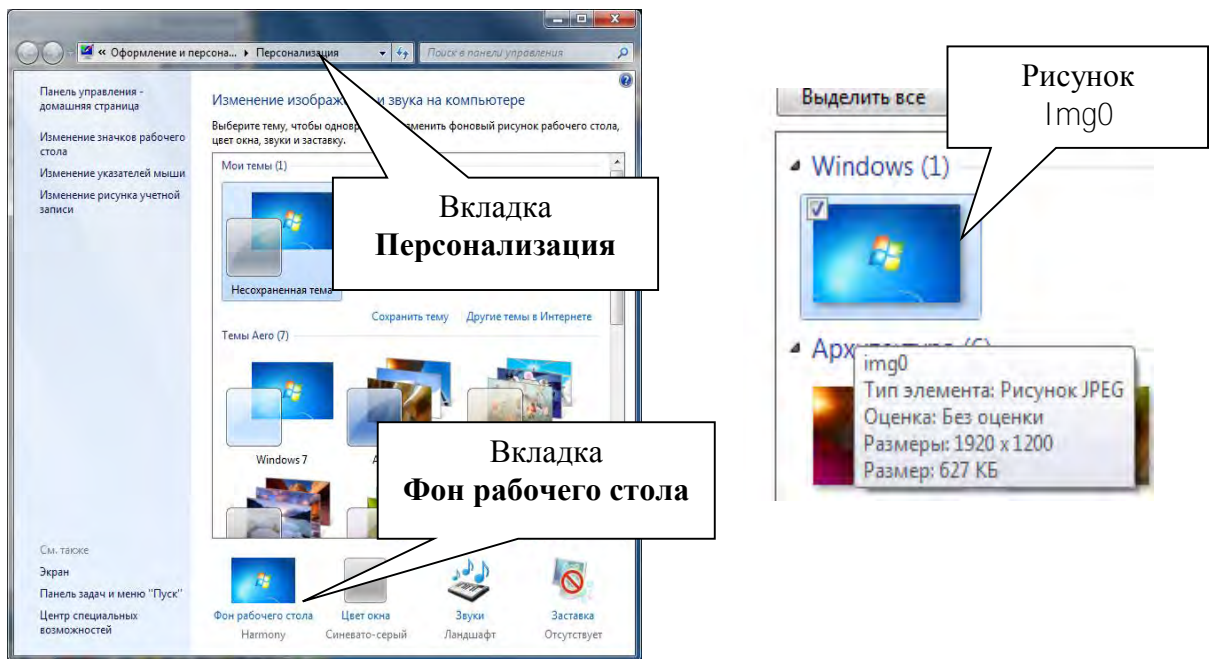 « Оформление и персона... ▸ Персонализация
Поиск в панели управления
Панель управления -
домашняя страница
Изменение значков рабочего
стола
Изменение указателей мыши
Изменение рисунка учетной
записи
См. также
Экран
Панель задач и меню "Пуск"
Центр специальных
возможностей
на компьютере
Выберите тему, чтобы
фоновый рисунок рабочего стола,
цвет окна, звуки и заставку.
Мои темы (1)
Несохраненная тема
Сохранить тему
Другие темы в Интернете
Темы Aero (7)
Windows 7
Фон рабочего стола
Harmony
Цвет окна
Синевато-серый
Звуки
Ландшафт
Заставка
Отсутствует
Вкладка
Персонализация
Вкладка
Фон рабочего стола
Выделить все
Рисунок
Img0
Windows (1)
img0
Тип элемента: Рисунок JPEG
Оценка: Без оценки
Размеры: 1920 x 1200
Размер: 627 КБ